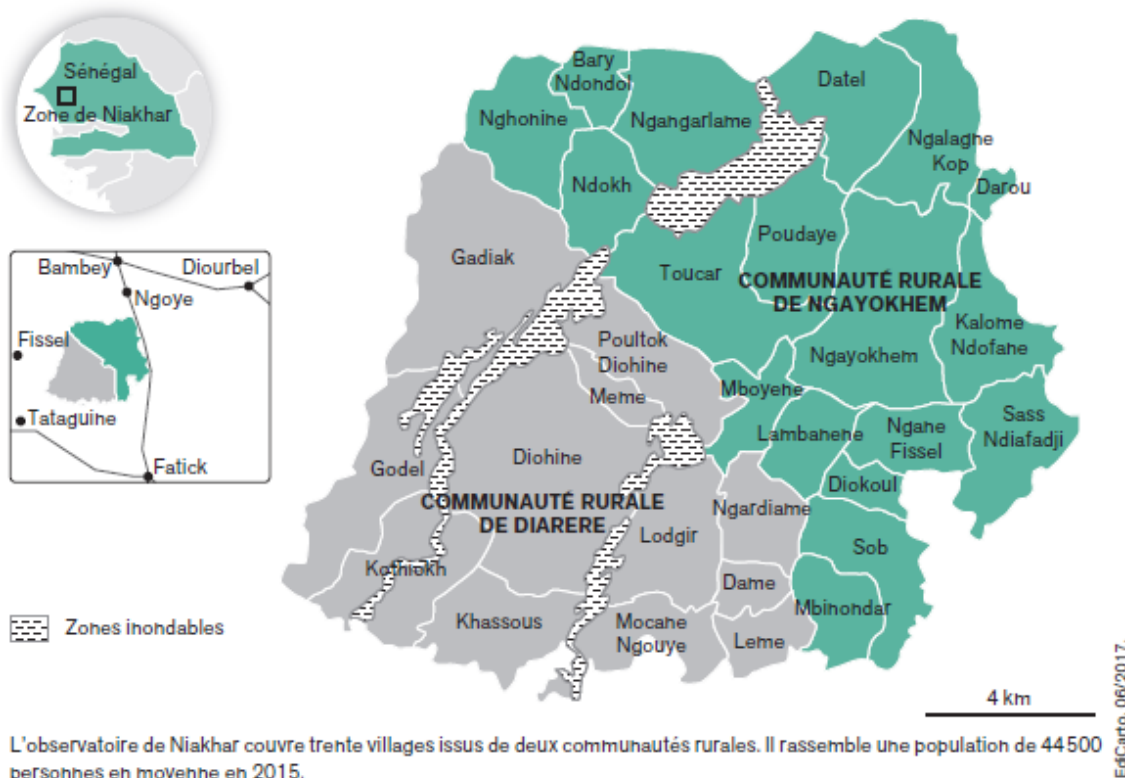 Sénégal
Zone de Niakhar
Bambey
Diourbel
Ngoye
Fissel
Tataguine
Fatick
Zones inondables
Bary
Ndondol
Datel
Nghonine
Ngangarlame
Ngalagne
Kop
Ndokh
Darou
Poudaye
Gadiak
Toucar
COMMUNAUTÉ RURALE
DE NGAYOKHEM
Kalome
Ndofane
Poultok
Diohine
Ngayokhem
Meme
Mboyene
Sass
Ndiafadji
Lambanene
Ngane
Fissel
Godel
Diohine
Diokoul
COMMUNAUTÉ RURALE
DE DIARERE
Ngardiame
Lodgir
Sob
Kothiokh
Dame
Mbinondar
Khassous
Mocane
Ngouye
Leme
4 km
EdiCarto, 06/2017.
L'observatoire de Niakhar couvre trente villages issus de deux communautés rurales. Il rassemble une population de 44 500
personnes en moyenne en 2015.